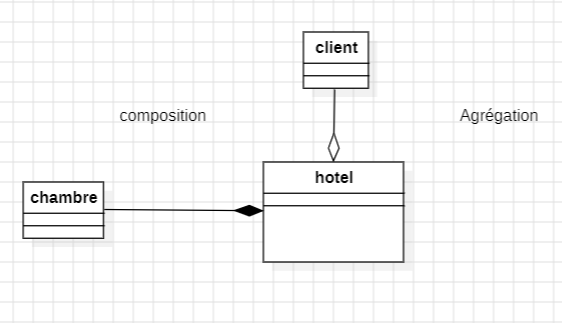 client
composition
Agrégation
hotel
chambre